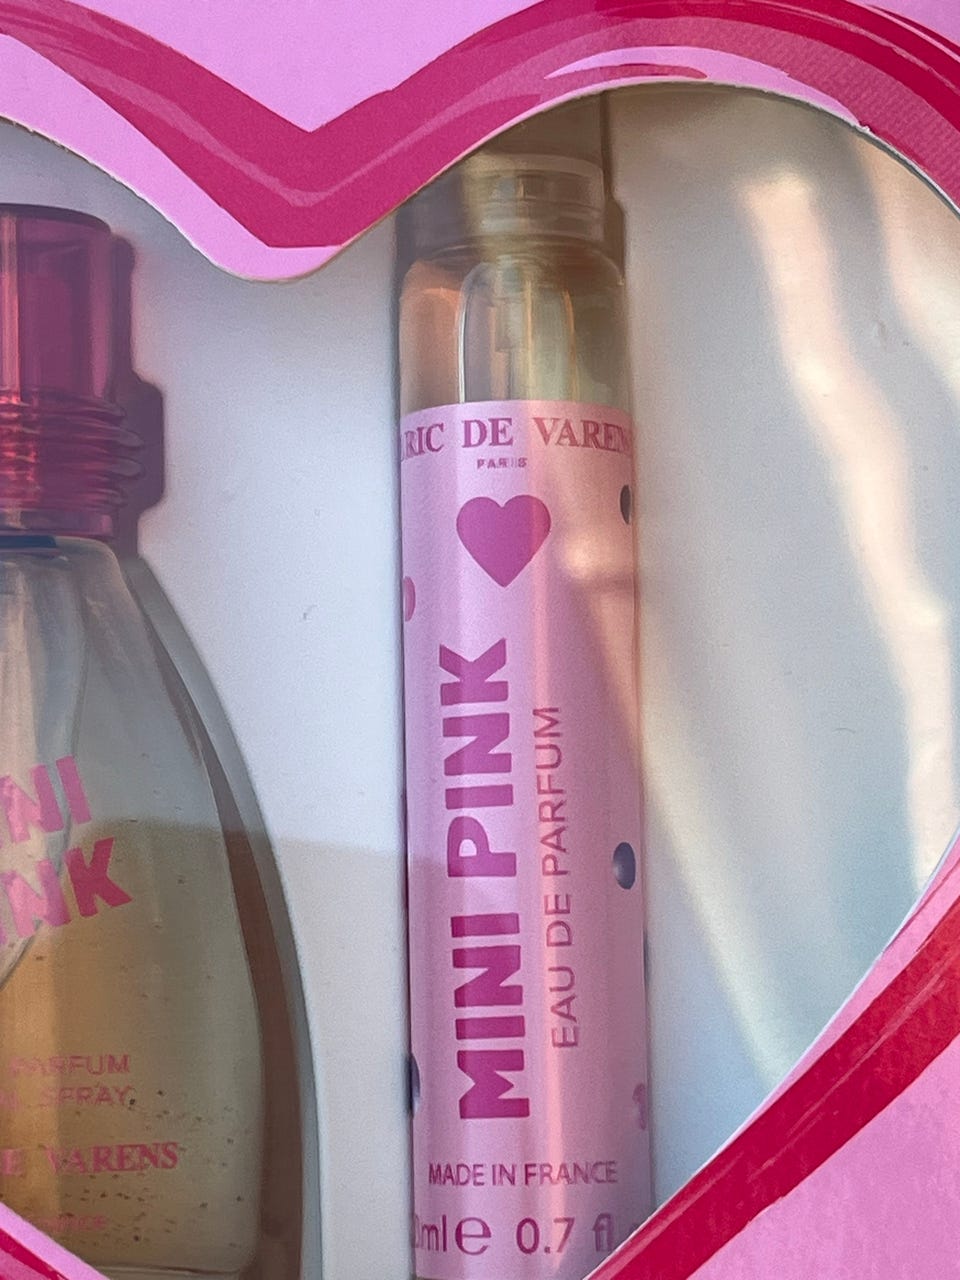 RIC DE VAREN
PARIS
MINI PINK
EAU DE PARFUM
MADE IN FRANCE
ml e 0.7 fl
NI
NK
PARFUM
SPRAY
E VARENS